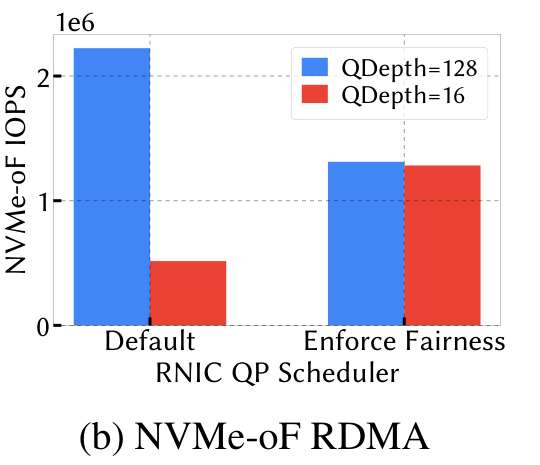 1e6
NVMe-oF IOPS
2
1
0
QDepth=128
QDepth=16
Default
Enforce Fairness
RNIC QP Scheduler
(b) NVMe-oF RDMA